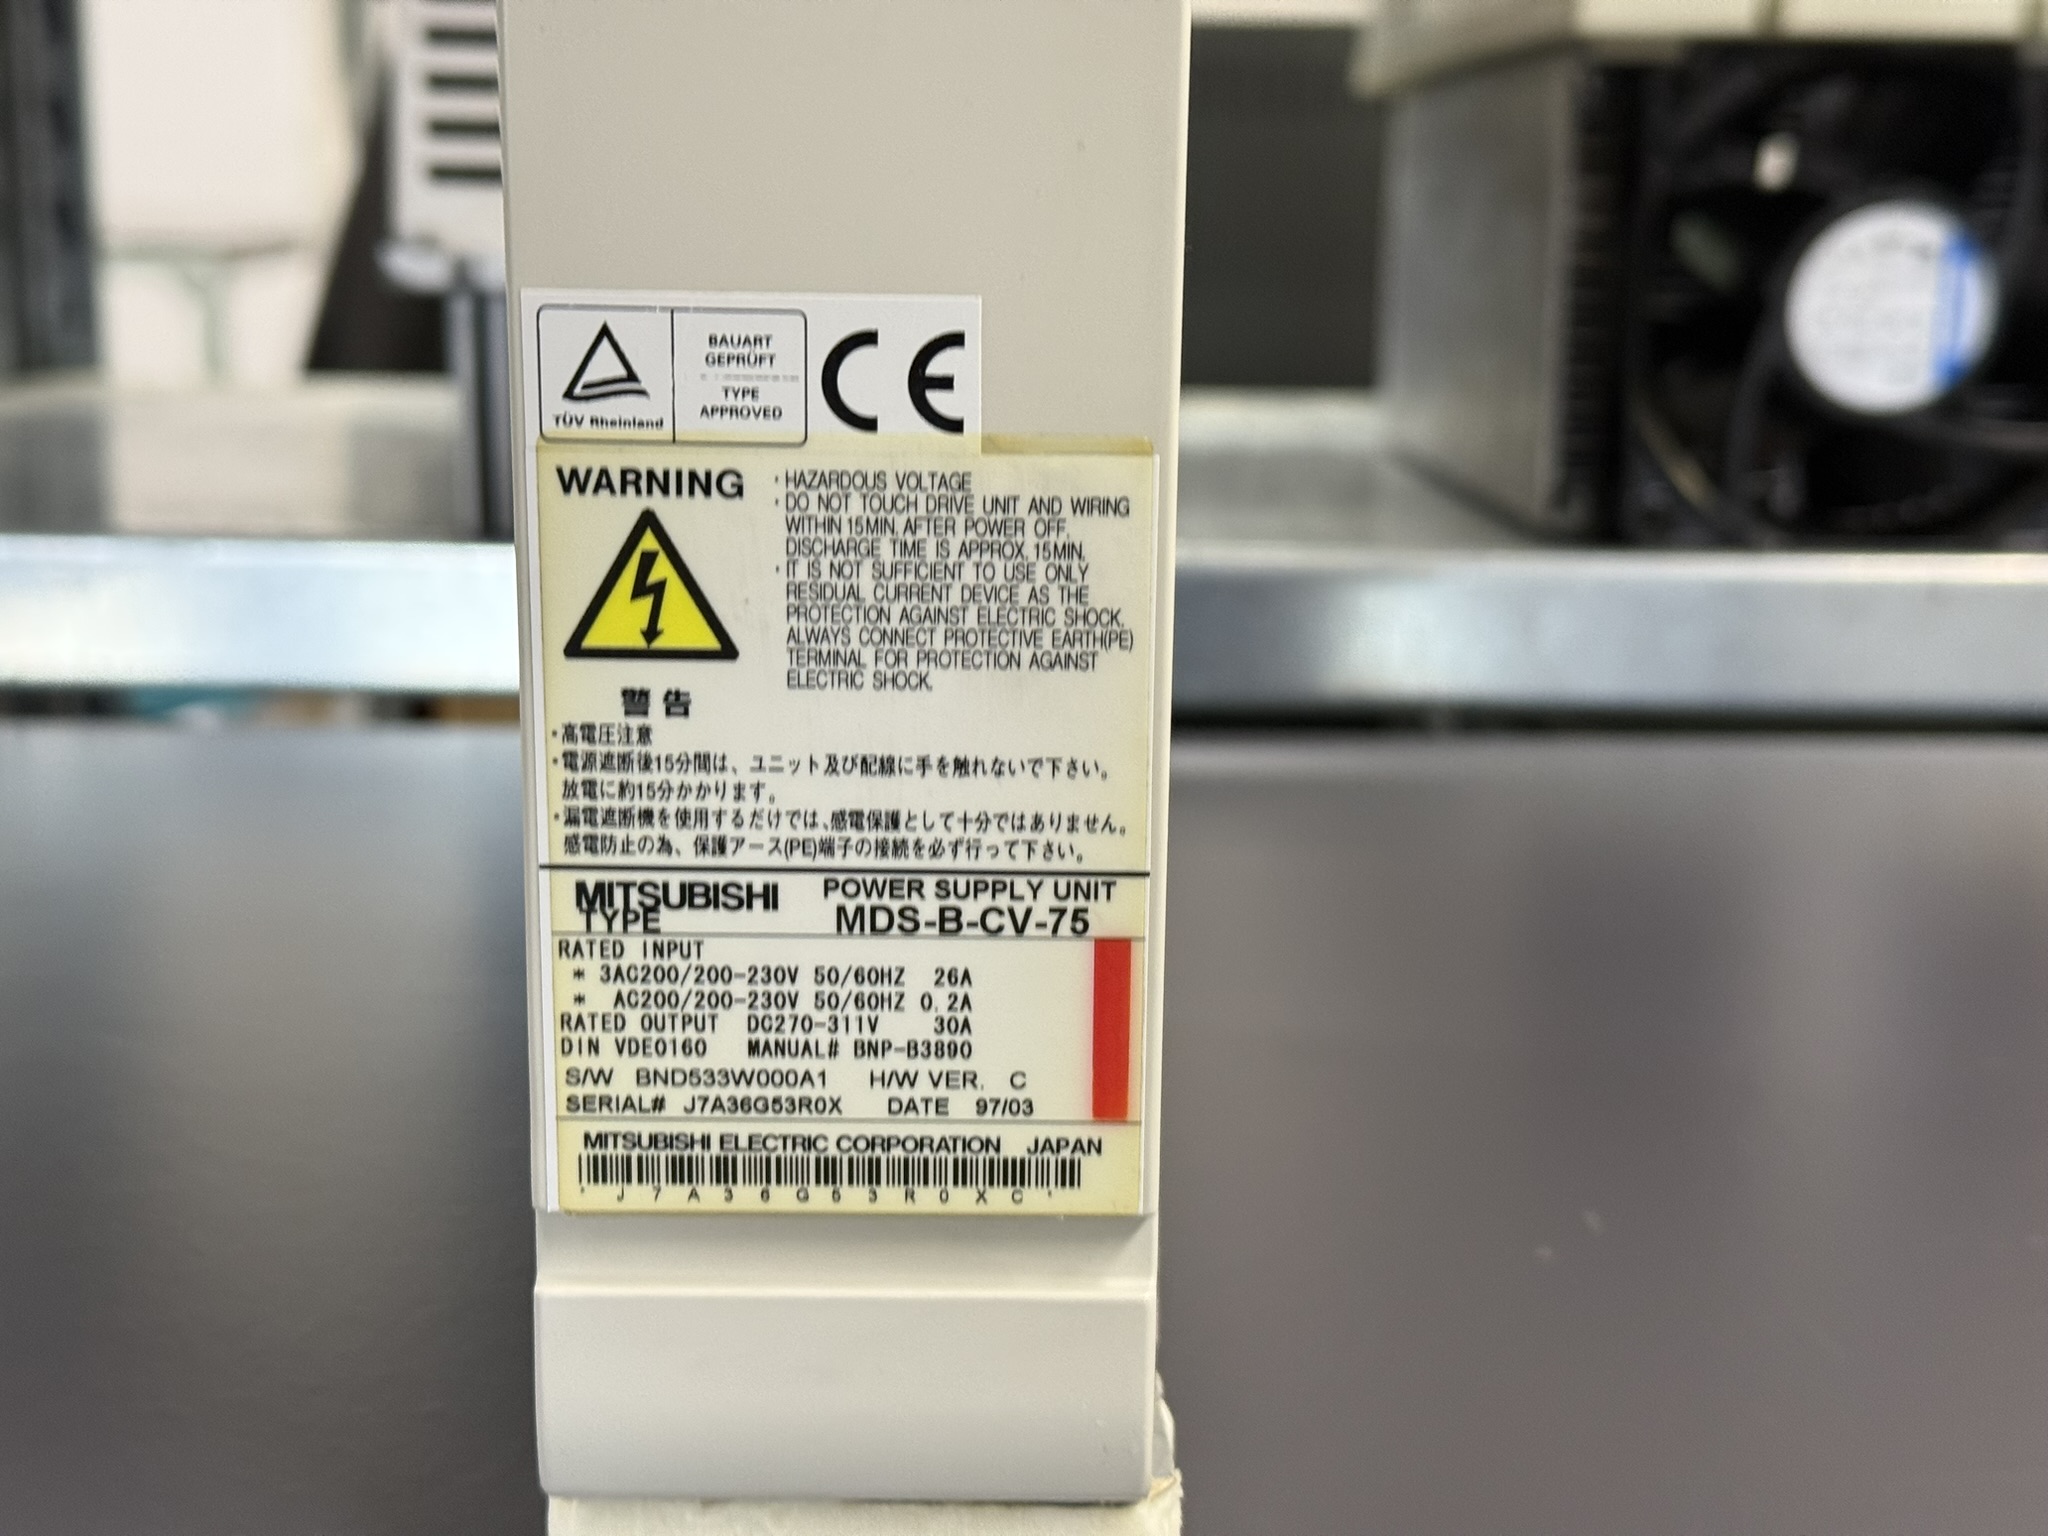 TÜV Rheinland
BAUART
GEPRÜFT
TYPE
APPROVED
CE
WARNING
・HAZARDOUS VOLTAGE
・DO NOT TOUCH DRIVE UNIT AND WIRING
WITHIN 15MIN. AFTER POWER OFF.
DISCHARGE TIME IS APPROX. 15MIN.
・IT IS NOT SUFFICIENT TO USE ONLY
RESIDUAL CURRENT DEVICE AS THE
PROTECTION AGAINST ELECTRIC SHOCK.
ALWAYS CONNECT PROTECTIVE EARTH(PE)
TERMINAL FOR PROTECTION AGAINST
ELECTRIC SHOCK.
警告
・高電圧注意
・電源遮断後15分間は、ユニット及び配線に手を触れないで下さい。
放電に約15分かかります。
・漏電遮断機を使用するだけでは、感電保護として十分ではありません。
感電防止の為、保護アース(PE)端子の接続を必ず行って下さい。
MITSUBISHI POWER SUPPLY UNIT
TYPE MDS-B-CV-75
RATED INPUT
* 3AC200/200-230V 50/60HZ 26A
* AC200/200-230V 50/60HZ 0.2A
RATED OUTPUT DC270-311V 30A
DIN VDE0160 MANUAL# BNP-B3890
S/W BND533W000A1 H/W VER. C
SERIAL# J7A36G53R0X DATE 97/03
MITSUBISHI ELECTRIC CORPORATION JAPAN
*J7A36G53R0XC*